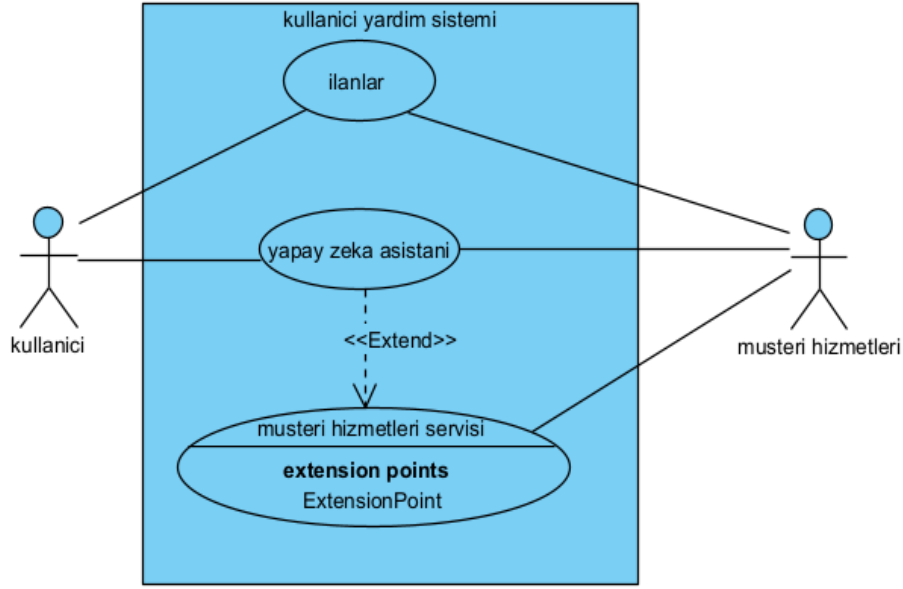 kullanici yardim sistemi
ilanlar
yapay zeka asistani
<<Extend>>
kullanici
musteri hizmetleri
musteri hizmetleri servisi
extension points
ExtensionPoint